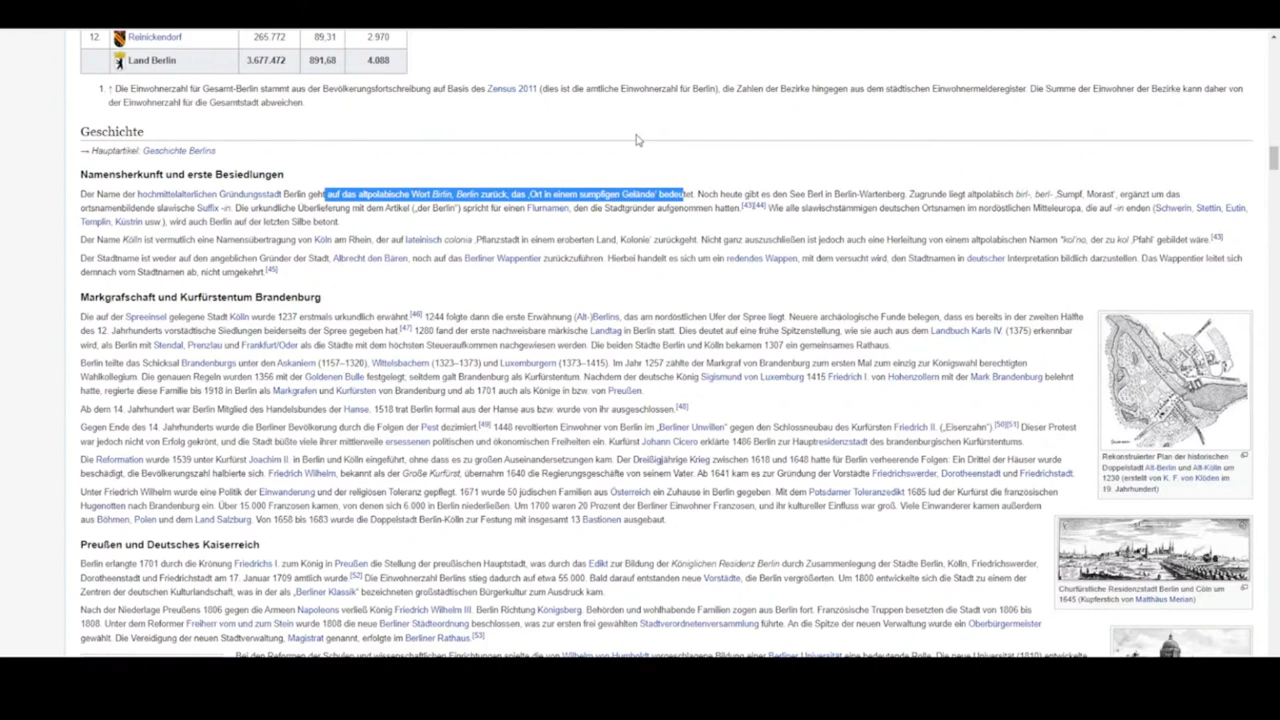 12. Reinickendorf 265.772 89,31 2.970
Land Berlin 3.677.472 891,68 4.088
1. ↑ Die Einwohnerzahl für Gesamt-Berlin stammt aus der Bevölkerungsfortschreibung auf Basis des Zensus 2011 (dies ist die amtliche Einwohnerzahl für Berlin), die Zahlen der Bezirke hingegen aus dem städtischen Einwohnermelderegister. Die Summe der Einwohner der Bezirke kann daher von
der Einwohnerzahl für die Gesamtstadt abweichen.
Geschichte
→ Hauptartikel: Geschichte Berlins
Namensherkunft und erste Besiedlungen
Der Name der hochmittelalterlichen Gründungsstadt Berlin geht auf das altpolabische Wort Birlin, Berlin zurück, das ‚Ort in einem sumpfigen Gelände' bedeutet. Noch heute gibt es den See Berl in Berlin-Wartenberg. Zugrunde liegt altpolabisch birl-, berl- ‚Sumpf, Morast', ergänzt um das
ortsnamenbildende slawische Suffix -in. Die urkundliche Überlieferung mit dem Artikel („der Berlin") spricht für einen Flurnamen, den die Stadtgründer aufgenommen hatten.[43][44] Wie alle slawischstämmigen deutschen Ortsnamen im nordöstlichen Mitteleuropa, die auf -in enden (Schwerin, Stettin, Eutin,
Templin, Küstrin usw.), wird auch Berlin auf der letzten Silbe betont.
Der Name Kölln ist vermutlich eine Namensübertragung von Köln am Rhein, der auf lateinisch colonia ‚Pflanzstadt in einem eroberten Land, Kolonie' zurückgeht. Nicht ganz auszuschließen ist jedoch auch eine Herleitung von einem altpolabischen Namen *kol'no, der zu kol ‚Pfahl' gebildet wäre.[43]
Der Stadtname ist weder auf den angeblichen Gründer der Stadt, Albrecht den Bären, noch auf das Berliner Wappentier zurückzuführen. Hierbei handelt es sich um ein redendes Wappen, mit dem versucht wird, den Stadtnamen in deutscher Interpretation bildlich darzustellen. Das Wappentier leitet sich
demnach vom Stadtnamen ab, nicht umgekehrt.[45]
Markgrafschaft und Kurfürstentum Brandenburg
Die auf der Spreeinsel gelegene Stadt Kölln wurde 1237 erstmals urkundlich erwähnt.[46] 1244 folgte dann die erste Erwähnung (Alt-)Berlins, das am nordöstlichen Ufer der Spree liegt. Neuere archäologische Funde belegen, dass es bereits in der zweiten Hälfte
des 12. Jahrhunderts vorstädtische Siedlungen beiderseits der Spree gegeben hat.[47] 1280 fand der erste nachweisbare märkische Landtag in Berlin statt. Dies deutet auf eine frühe Spitzenstellung, wie sie auch aus dem Landbuch Karls IV. (1375) erkennbar
wird, als Berlin mit Stendal, Prenzlau und Frankfurt/Oder als die Städte mit dem höchsten Steueraufkommen nachgewiesen werden. Die beiden Städte Berlin und Kölln bekamen 1307 ein gemeinsames Rathaus.
Berlin teilte das Schicksal Brandenburgs unter den Askaniern (1157–1320), Wittelsbachern (1323–1373) und Luxemburgern (1373–1415). Im Jahr 1257 zählte der Markgraf von Brandenburg zum ersten Mal zum einzig zur Königswahl berechtigten
Wahlkollegium. Die genauen Regeln wurden 1356 mit der Goldenen Bulle festgelegt; seitdem galt Brandenburg als Kurfürstentum. Nachdem der deutsche König Sigismund von Luxemburg 1415 Friedrich I. von Hohenzollern mit der Mark Brandenburg belehnt
hatte, regierte diese Familie bis 1918 in Berlin als Markgrafen und Kurfürsten von Brandenburg und ab 1701 auch als Könige in bzw. von Preußen.
Ab dem 14. Jahrhundert war Berlin Mitglied des Handelsbundes der Hanse. 1518 trat Berlin formal aus der Hanse aus bzw. wurde von ihr ausgeschlossen.[48]
Gegen Ende des 14. Jahrhunderts wurde die Berliner Bevölkerung durch die Folgen der Pest dezimiert.[49] 1448 revoltierten Einwohner von Berlin im „Berliner Unwillen" gegen den Schlossneubau des Kurfürsten Friedrich II. („Eisenzahn").[50][51] Dieser Protest
war jedoch nicht von Erfolg gekrönt, und die Stadt büßte viele ihrer mittlerweile ersessenen politischen und ökonomischen Freiheiten ein. Kurfürst Johann Cicero erklärte 1486 Berlin zur Hauptresidenzstadt des brandenburgischen Kurfürstentums.
Die Reformation wurde 1539 unter Kurfürst Joachim II. in Berlin und Kölln eingeführt, ohne dass es zu großen Auseinandersetzungen kam. Der Dreißigjährige Krieg zwischen 1618 und 1648 hatte für Berlin verheerende Folgen: Ein Drittel der Häuser wurde
beschädigt, die Bevölkerungszahl halbierte sich. Friedrich Wilhelm, bekannt als der Große Kurfürst, übernahm 1640 die Regierungsgeschäfte von seinem Vater. Ab 1641 kam es zur Gründung der Vorstädte Friedrichswerder, Dorotheenstadt und Friedrichstadt.
Unter Friedrich Wilhelm wurde eine Politik der Einwanderung und der religiösen Toleranz gepflegt. 1671 wurde 50 jüdischen Familien aus Österreich ein Zuhause in Berlin gegeben. Mit dem Potsdamer Toleranzedikt 1685 lud der Kurfürst die französischen
Hugenotten nach Brandenburg ein. Über 15.000 Franzosen kamen, von denen sich 6.000 in Berlin niederließen. Um 1700 waren 20 Prozent der Berliner Einwohner Franzosen, und ihr kultureller Einfluss war groß. Viele Einwanderer kamen außerdem
aus Böhmen, Polen und dem Land Salzburg. Von 1658 bis 1683 wurde die Doppelstadt Berlin-Kölln zur Festung mit insgesamt 13 Bastionen ausgebaut.
Rekonstruierter Plan der historischen
Doppelstadt Alt-Berlin und Alt-Kölln um
1230 (erstellt von K. F. von Klöden im
19. Jahrhundert)
Preußen und Deutsches Kaiserreich
Berlin erlangte 1701 durch die Krönung Friedrichs I. zum König in Preußen die Stellung der preußischen Hauptstadt, was durch das Edikt zur Bildung der Königlichen Residenz Berlin durch Zusammenlegung der Städte Berlin, Kölln, Friedrichswerder,
Dorotheenstadt und Friedrichstadt am 17. Januar 1709 amtlich wurde.[52] Die Einwohnerzahl Berlins stieg dadurch auf etwa 55.000. Bald darauf entstanden neue Vorstädte, die Berlin vergrößerten. Um 1800 entwickelte sich die Stadt zu einem der
Zentren der deutschen Kulturlandschaft, was in der als „Berliner Klassik" bezeichneten großstädtischen Bürgerkultur zum Ausdruck kam.
Nach der Niederlage Preußens 1806 gegen die Armeen Napoleons verließ König Friedrich Wilhelm III. Berlin Richtung Königsberg. Behörden und wohlhabende Familien zogen aus Berlin fort. Französische Truppen besetzten die Stadt von 1806 bis
1808. Unter dem Reformer Freiherr vom und zum Stein wurde 1808 die neue Berliner Städteordnung beschlossen, was zur ersten frei gewählten Stadtverordnetenversammlung führte. An die Spitze der neuen Verwaltung wurde ein Oberbürgermeister
gewählt. Die Vereidigung der neuen Stadtverwaltung, Magistrat genannt, erfolgte im Berliner Rathaus.[53]
Bei den Reformen der Schulen und wissenschaftlichen Einrichtungen spielte die von Wilhelm von Humboldt vorgeschlagene Bildung einer Berliner Universität eine bedeutende Rolle. Die neue Universität (1810) entwickelte
Churfürstliche Residenzstadt Berlin und Cöln um
1645 (Kupferstich von Matthäus Merian)